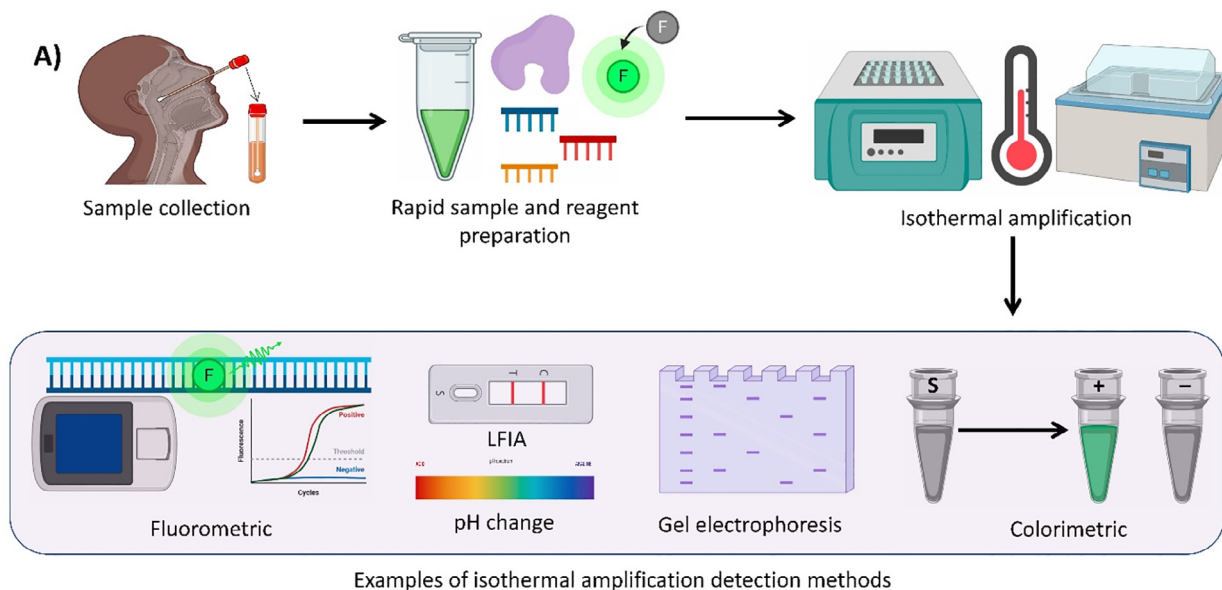 A)
F
F
Sample collection
Rapid sample and reagent
preparation
Isothermal amplification
F
Fluorescence
Positive
Threshold
Negative
Cycles
Fluorometric
S
T
C
LFIA
pH change
Gel electrophoresis
S
+
−
Colorimetric
Examples of isothermal amplification detection methods